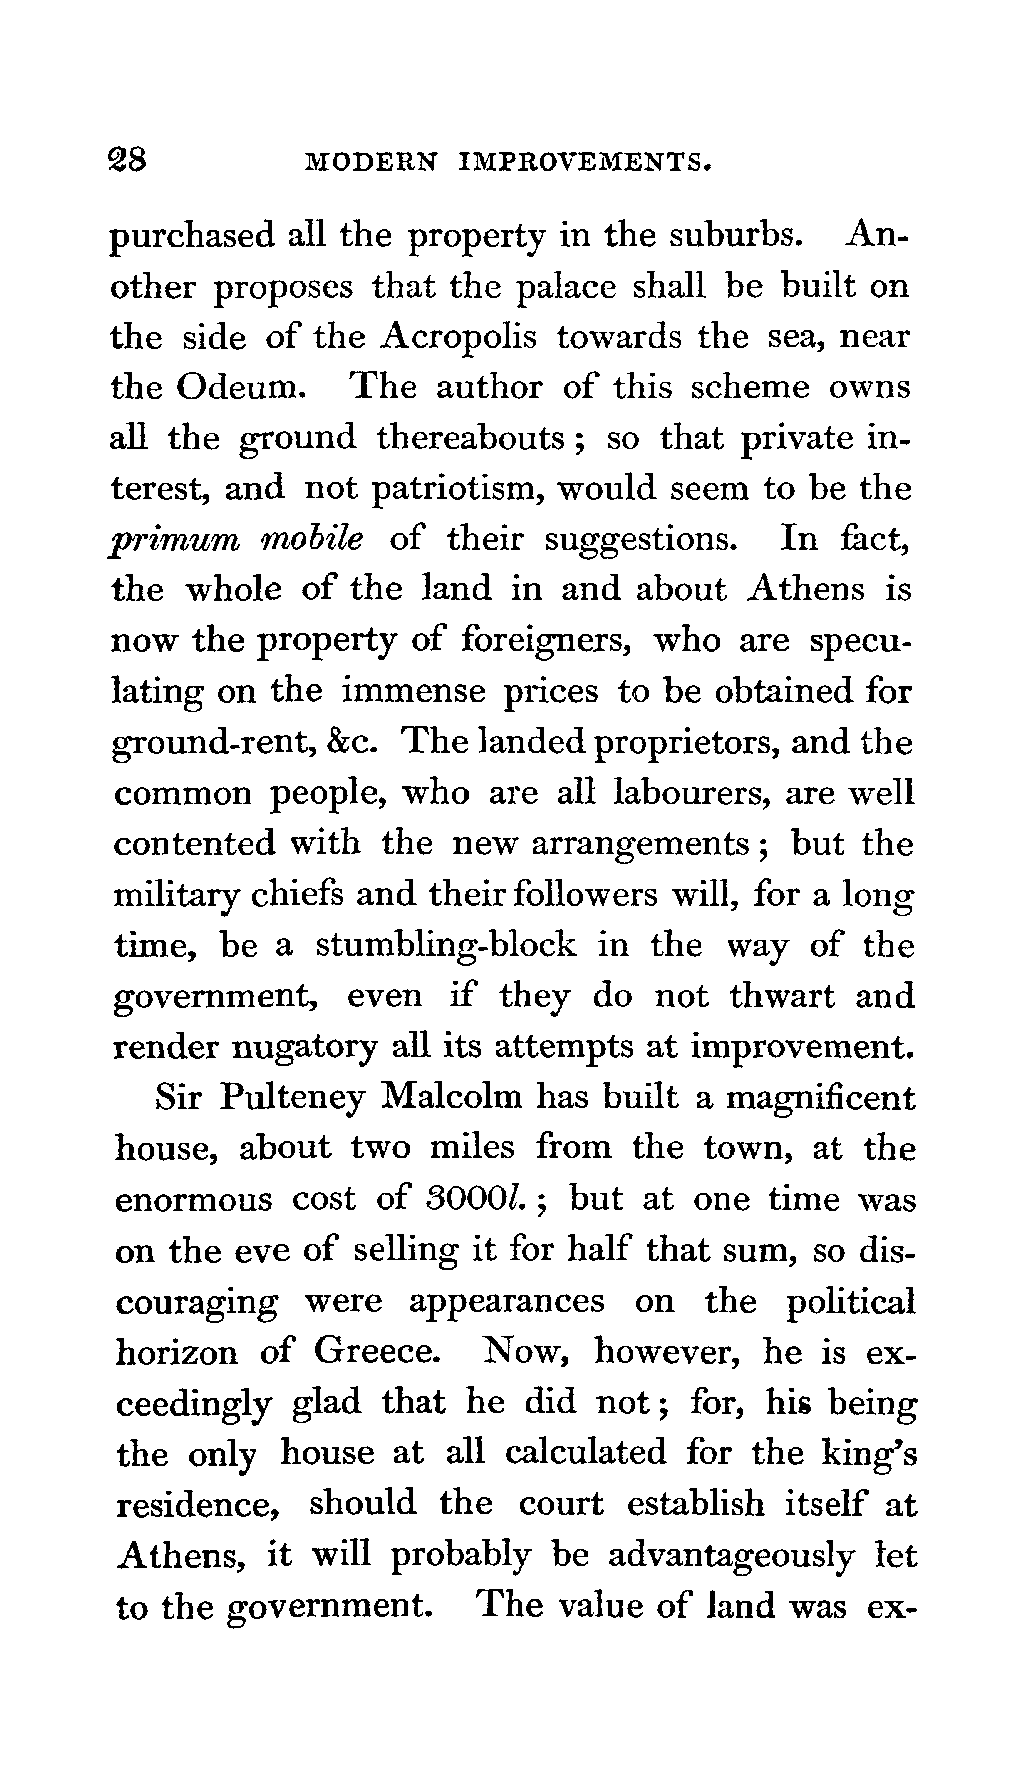 28 MODERN IMPROVEMENTS.
purchased all the property in the suburbs. An-
other proposes that the palace shall be built on
the side of the Acropolis towards the sea, near
the Odeum. The author of this scheme owns
all the ground thereabouts ; so that private in-
terest, and not patriotism, would seem to be the
primum mobile of their suggestions. In fact,
the whole of the land in and about Athens is
now the property of foreigners, who are specu-
lating on the immense prices to be obtained for
ground-rent, &c. The landed proprietors, and the
common people, who are all labourers, are well
contented with the new arrangements ; but the
military chiefs and their followers will, for a long
time, be a stumbling-block in the way of the
government, even if they do not thwart and
render nugatory all its attempts at improvement.
Sir Pulteney Malcolm has built a magnificent
house, about two miles from the town, at the
enormous cost of 3000l. ; but at one time was
on the eve of selling it for half that sum, so dis-
couraging were appearances on the political
horizon of Greece. Now, however, he is ex-
ceedingly glad that he did not ; for, his being
the only house at all calculated for the king's
residence, should the court establish itself at
Athens, it will probably be advantageously let
to the government. The value of land was ex-